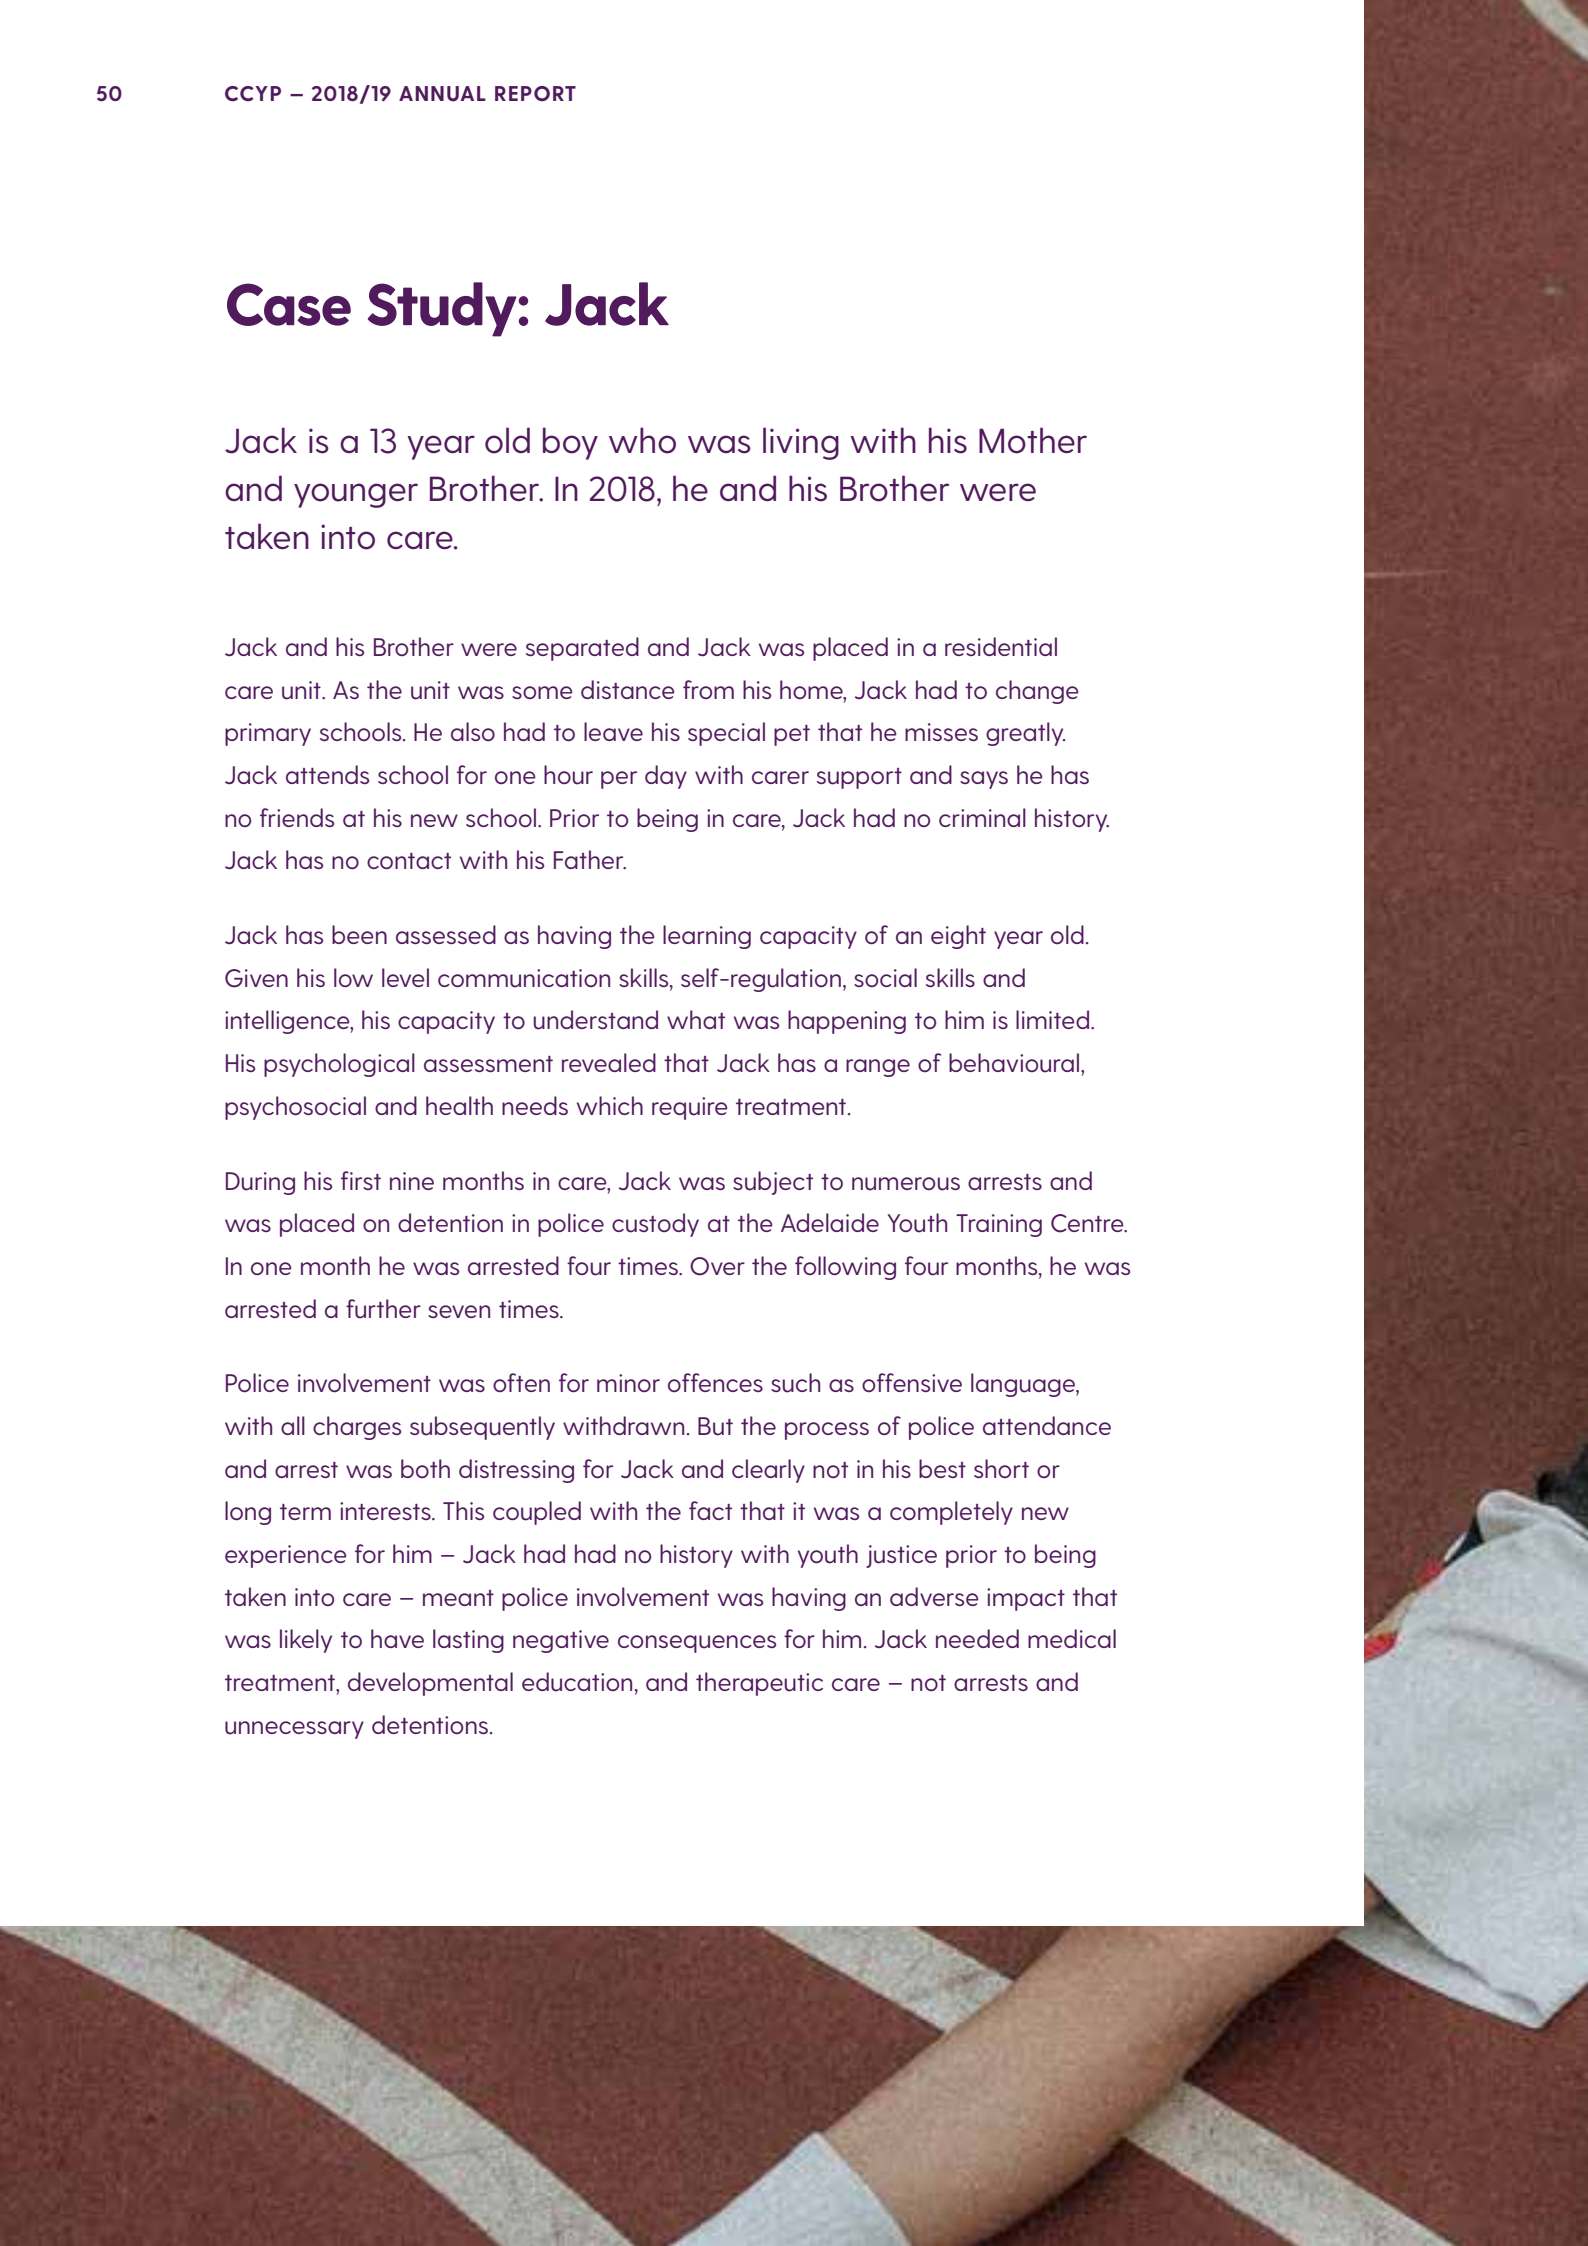 50
CCYP – 2018/19 ANNUAL REPORT
Case Study: Jack
Jack is a 13 year old boy who was living with his Mother
and younger Brother. In 2018, he and his Brother were
taken into care.
Jack and his Brother were separated and Jack was placed in a residential
care unit. As the unit was some distance from his home, Jack had to change
primary schools. He also had to leave his special pet that he misses greatly.
Jack attends school for one hour per day with carer support and says he has
no friends at his new school. Prior to being in care, Jack had no criminal history.
Jack has no contact with his Father.
Jack has been assessed as having the learning capacity of an eight year old.
Given his low level communication skills, self-regulation, social skills and
intelligence, his capacity to understand what was happening to him is limited.
His psychological assessment revealed that Jack has a range of behavioural,
psychosocial and health needs which require treatment.
During his first nine months in care, Jack was subject to numerous arrests and
was placed on detention in police custody at the Adelaide Youth Training Centre.
In one month he was arrested four times. Over the following four months, he was
arrested a further seven times.
Police involvement was often for minor offences such as offensive language,
with all charges subsequently withdrawn. But the process of police attendance
and arrest was both distressing for Jack and clearly not in his best short or
long term interests. This coupled with the fact that it was a completely new
experience for him – Jack had had no history with youth justice prior to being
taken into care – meant police involvement was having an adverse impact that
was likely to have lasting negative consequences for him. Jack needed medical
treatment, developmental education, and therapeutic care – not arrests and
unnecessary detentions.